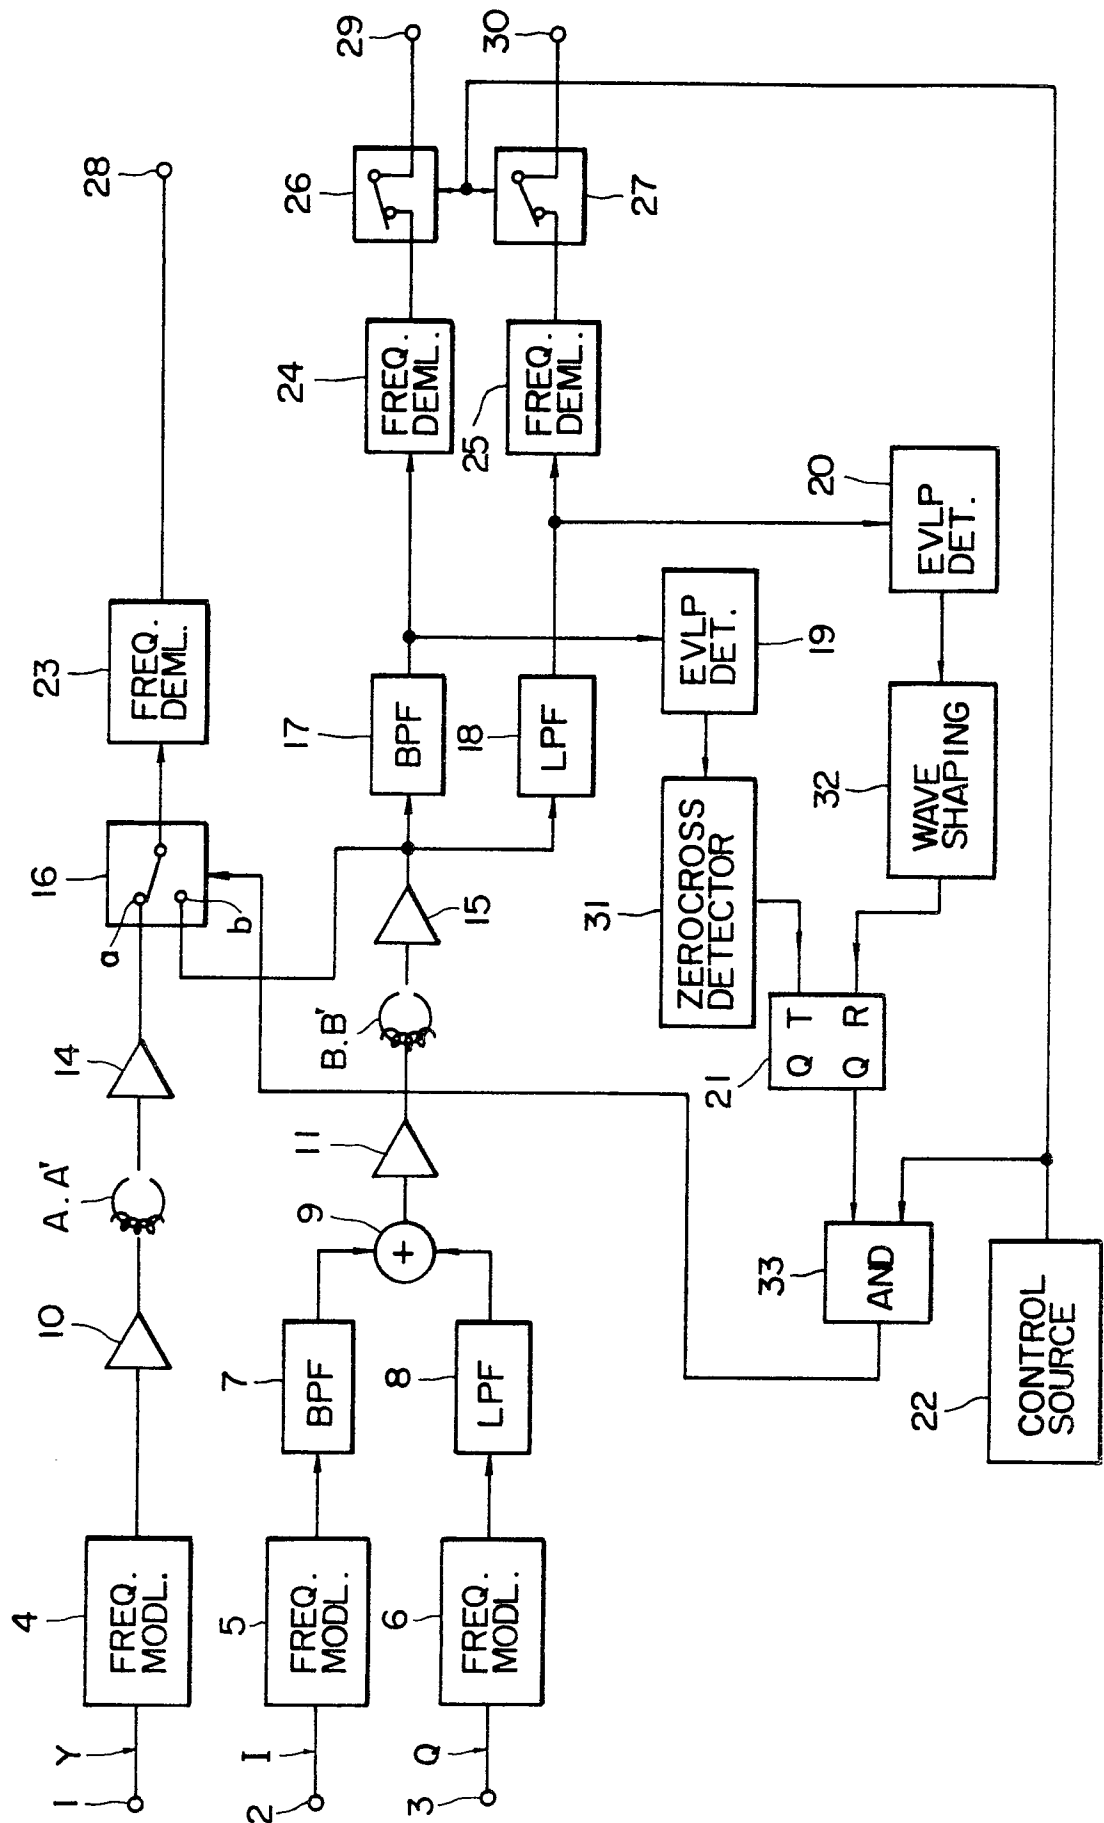 1
Y
4
FREQ.
MODL.
10
A.A'
14
a
b
16
23
FREQ.
DEML.
28
2
I
5
FREQ.
MODL.
7
BPF
9
+
11
B.B'
15
17
BPF
24
FREQ.
DEML.
26
29
3
Q
6
FREQ.
MODL.
8
LPF
18
LPF
25
FREQ.
DEML.
27
30
19
EVLP
DET.
31
ZEROCROSS
DETECTOR
20
EVLP
DET.
32
WAVE
SHAPING
21
Q T
Q R
33
AND
22
CONTROL
SOURCE